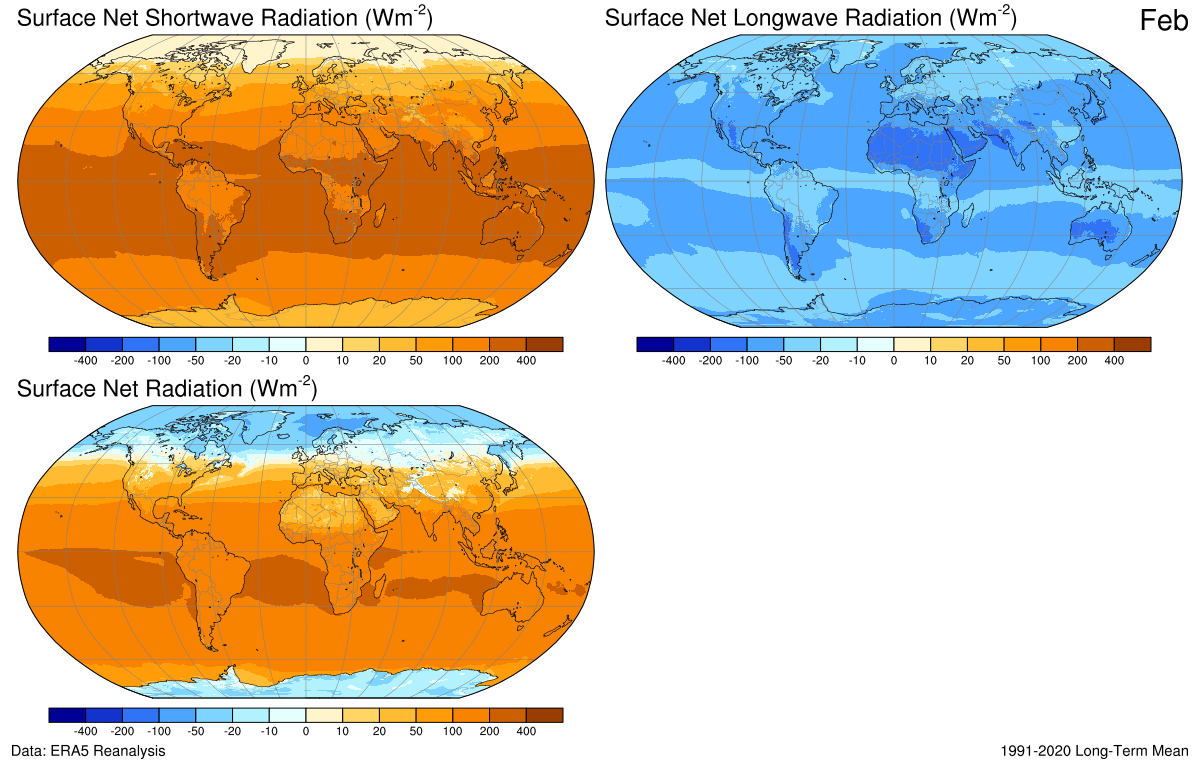 Surface Net Shortwave Radiation (Wm-2)
Surface Net Longwave Radiation (Wm-2)
Feb
-400 -200 -100 -50 -20 -10 0 10 20 50 100 200 400
-400 -200 -100 -50 -20 -10 0 10 20 50 100 200 400
Surface Net Radiation (Wm-2)
-400 -200 -100 -50 -20 -10 0 10 20 50 100 200 400
Data: ERA5 Reanalysis
1991-2020 Long-Term Mean